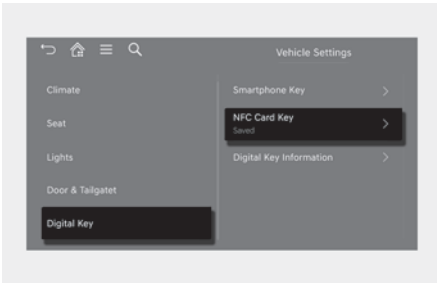 Vehicle Settings
Climate
Seat
Lights
Door & Tailgatet
Digital Key
Smartphone Key
NFC Card Key
Saved
Digital Key Information